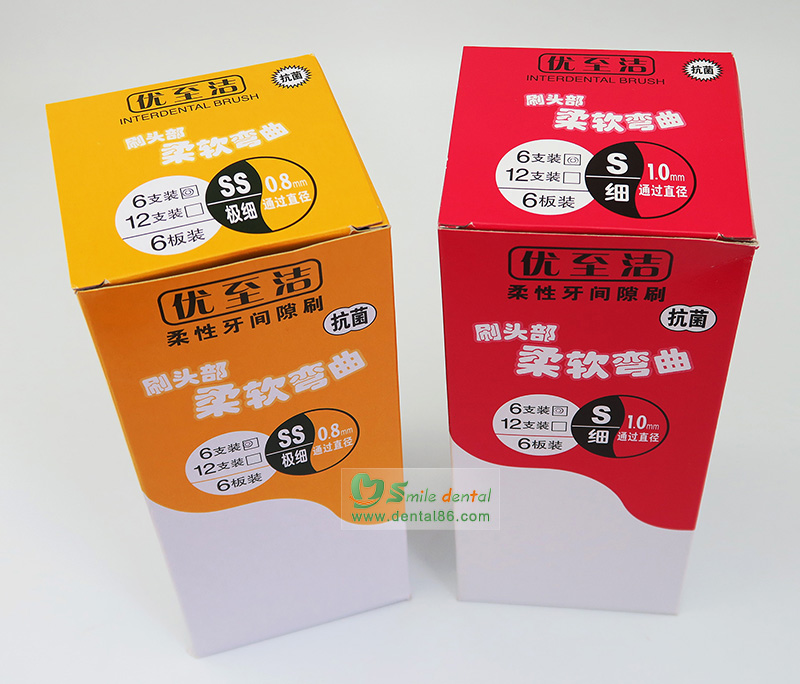 优至洁
INTERDENTAL BRUSH
抗菌
刷头部
柔软弯曲
6支装
12支装
6板装
SS
极细
0.8mm
通过直径
优至洁
柔性牙间隙刷
抗菌
刷头部
柔软弯曲
6支装
12支装
6板装
SS
极细
0.8mm
通过直径
优至洁
INTERDENTAL BRUSH
抗菌
刷头部
柔软弯曲
6支装
12支装
6板装
S
细
1.0mm
通过直径
优至洁
柔性牙间隙刷
抗菌
刷头部
柔软弯曲
6支装
12支装
6板装
S
细
1.0mm
通过直径
Smile dental
www.dental86.com